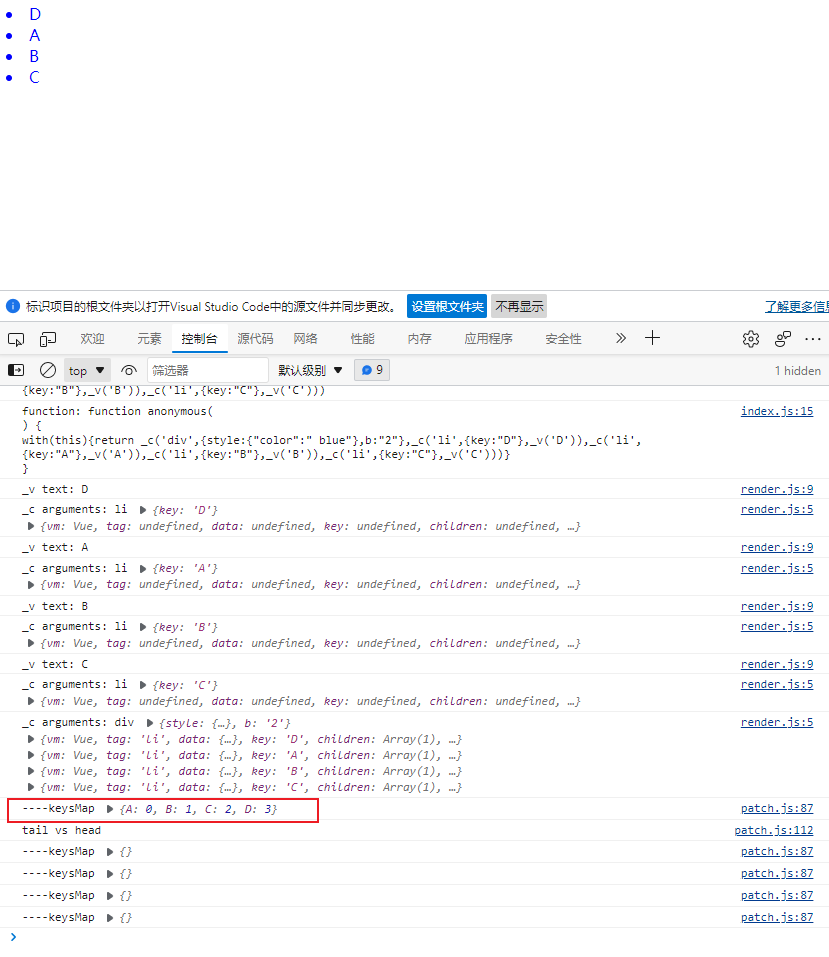 D
A
B
C
标识项目的根文件夹以打开Visual Studio Code中的源文件并同步更改。 设置根文件夹 不再显示 了解更多信息
欢迎 元素 控制台 源代码 网络 性能 内存 应用程序 安全性
top 筛选器 默认级别 9 1 hidden
{key:"B"},_v('B')),_c('li',{key:"C"},_v('C')))
function: function anonymous( index.js:15
) {
with(this){return _c('div',{style:{"color":" blue"},b:"2"},_c('li',{key:"D"},_v('D')),_c('li',
{key:"A"},_v('A')),_c('li',{key:"B"},_v('B')),_c('li',{key:"C"},_v('C')))}
}
_v text: D render.js:9
_c arguments: li {key: 'D'} render.js:5
{vm: Vue, tag: undefined, data: undefined, key: undefined, children: undefined, …}
_v text: A render.js:9
_c arguments: li {key: 'A'} render.js:5
{vm: Vue, tag: undefined, data: undefined, key: undefined, children: undefined, …}
_v text: B render.js:9
_c arguments: li {key: 'B'} render.js:5
{vm: Vue, tag: undefined, data: undefined, key: undefined, children: undefined, …}
_v text: C render.js:9
_c arguments: li {key: 'C'} render.js:5
{vm: Vue, tag: undefined, data: undefined, key: undefined, children: undefined, …}
_c arguments: div {style: {…}, b: '2'} render.js:5
{vm: Vue, tag: 'li', data: {…}, key: 'D', children: Array(1), …}
{vm: Vue, tag: 'li', data: {…}, key: 'A', children: Array(1), …}
{vm: Vue, tag: 'li', data: {…}, key: 'B', children: Array(1), …}
{vm: Vue, tag: 'li', data: {…}, key: 'C', children: Array(1), …}
----keysMap {A: 0, B: 1, C: 2, D: 3} patch.js:87
tail vs head patch.js:112
----keysMap {} patch.js:87
----keysMap {} patch.js:87
----keysMap {} patch.js:87
----keysMap {} patch.js:87